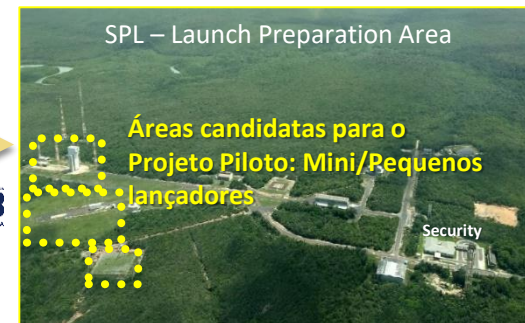 SPL – Launch Preparation Area
Áreas candidatas para o
Projeto Piloto: Mini/Pequenos
lançadores
Security